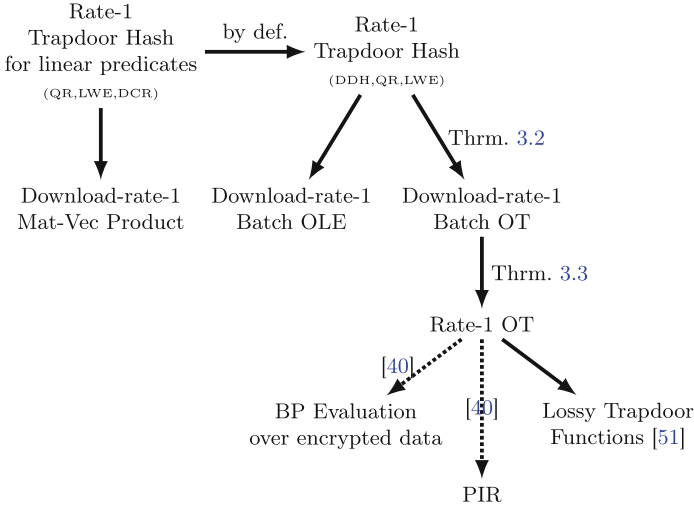 Rate-1
Trapdoor Hash
for linear predicates
(QR,LWE,DCR)
by def.
Rate-1
Trapdoor Hash
(DDH,QR,LWE)
Thrm. 3.2
Download-rate-1
Mat-Vec Product
Download-rate-1
Batch OLE
Download-rate-1
Batch OT
Thrm. 3.3
Rate-1 OT
[40]
[40]
BP Evaluation
over encrypted data
Lossy Trapdoor
Functions [51]
PIR